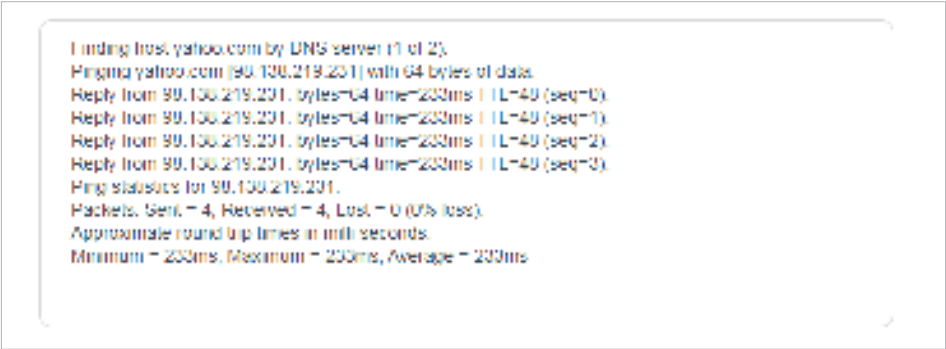 Finding host yahoo.com by DNS server (1 of 2).
Pinging yahoo.com [98.138.219.231] with 64 bytes of data:
Reply from 98.138.219.231: bytes=64 time=233ms TTL=48 (seq=0).
Reply from 98.138.219.231: bytes=64 time=233ms TTL=48 (seq=1).
Reply from 98.138.219.231: bytes=64 time=233ms TTL=48 (seq=2).
Reply from 98.138.219.231: bytes=64 time=233ms TTL=48 (seq=3).
Ping statistics for 98.138.219.231:
Packets: Sent = 4, Received = 4, Lost = 0 (0% loss).
Approximate round trip times in milli seconds:
Minimum = 233ms, Maximum = 233ms, Average = 233ms